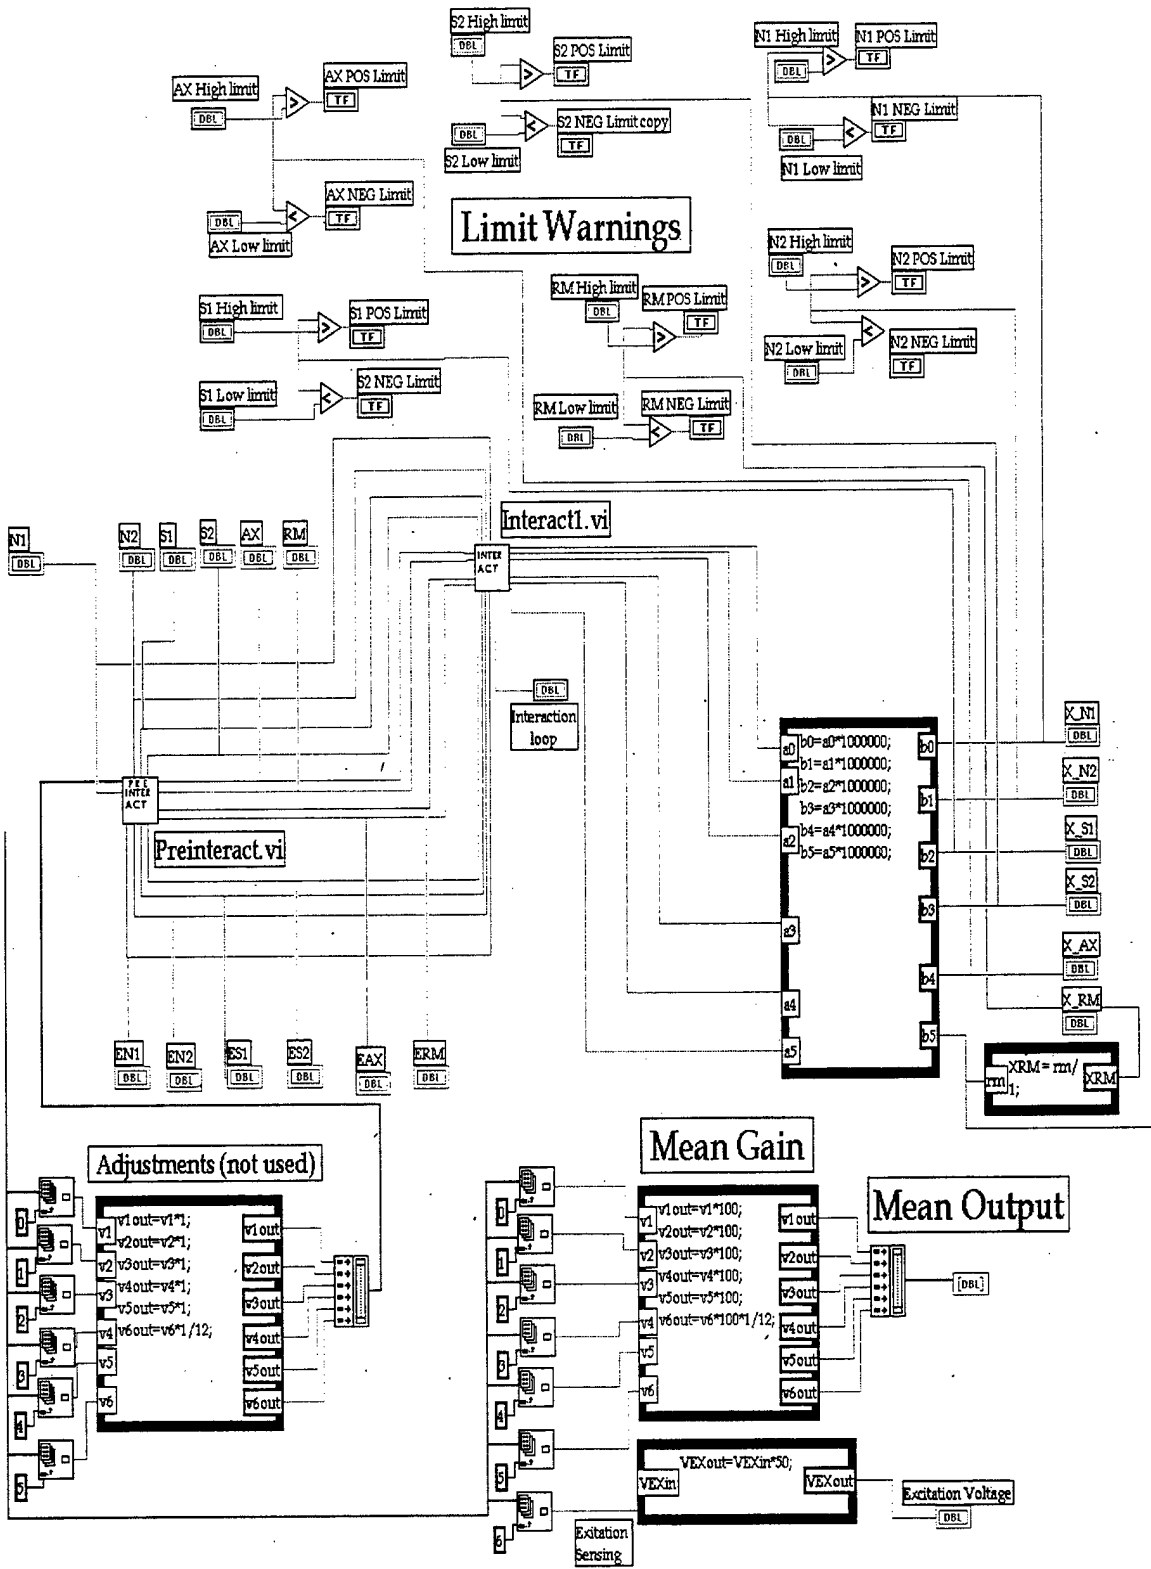 S2 High limit
DBL
S2 POS Limit
TF
N1 High limit
N1 POS Limit
DBL
TF
AX High limit
AX POS Limit
DBL
TF
S2 NEG Limit copy
DBL
TF
S2 Low limit
N1 NEG Limit
DBL
TF
N1 Low limit
AX NEG Limit
DBL
TF
AX Low limit
Limit Warnings
N2 High limit
N2 POS Limit
DBL
TF
S1 High limit
S1 POS Limit
DBL
TF
RM High limit
RM POS Limit
DBL
TF
N2 Low limit
N2 NEG Limit
DBL
TF
S1 Low limit
S2 NEG Limit
DBL
TF
RM Low limit
RM NEG Limit
DBL
TF
Interact1.vi
INTER
ACT
N1
DBL
N2
DBL
S1
DBL
S2
DBL
AX
DBL
RM
DBL
DBL
Interaction
loop
PRE
INTER
ACT
Preinteract.vi
a0
a1
a2
a3
a4
a5
b0=a0*1000000;
b1=a1*1000000;
b2=a2*1000000;
b3=a3*1000000;
b4=a4*1000000;
b5=a5*1000000;
b0
b1
b2
b3
b4
b5
X_N1
DBL
X_N2
DBL
X_S1
DBL
X_S2
DBL
X_AX
DBL
X_RM
DBL
rm
XRM=rm/
1;
XRM
EN1
DBL
EN2
DBL
ES1
DBL
ES2
DBL
EAX
DBL
ERM
DBL
Adjustments (not used)
0
1
2
3
4
5
v1
v2
v3
v4
v5
v6
v1out=v1*1;
v2out=v2*1;
v3out=v3*1;
v4out=v4*1;
v5out=v5*1;
v6out=v6*1/12;
v1out
v2out
v3out
v4out
v5out
v6out
Mean Gain
0
1
2
3
4
5
6
v1
v2
v3
v4
v5
v6
v1out=v1*100;
v2out=v2*100;
v3out=v3*100;
v4out=v4*100;
v5out=v5*100;
v6out=v6*100*1/12;
v1out
v2out
v3out
v4out
v5out
v6out
Mean Output
[DBL]
VEXin
VEXout=VEXin*50;
VEXout
Excitation Voltage
DBL
Exitation
Sensing